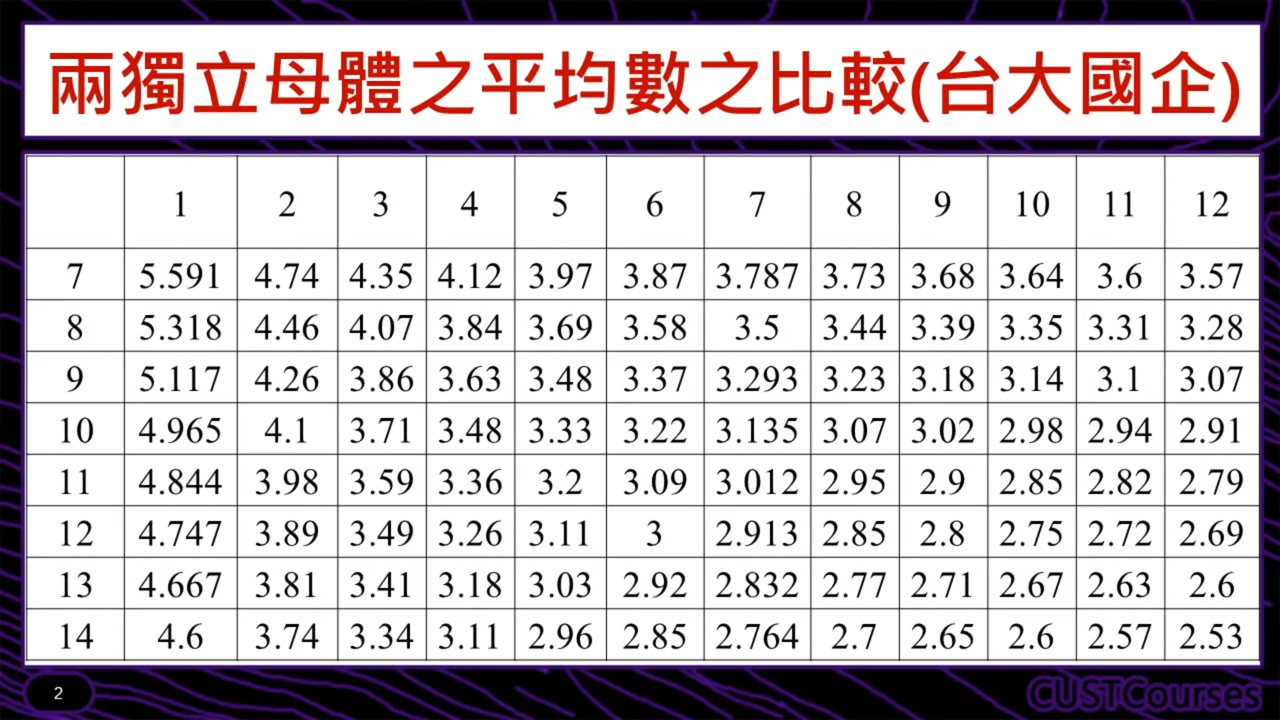 兩獨立母體之平均數之比較(台大國企)
1 2 3 4 5 6 7 8 9 10 11 12
7 5.591 4.74 4.35 4.12 3.97 3.87 3.787 3.73 3.68 3.64 3.6 3.57
8 5.318 4.46 4.07 3.84 3.69 3.58 3.5 3.44 3.39 3.35 3.31 3.28
9 5.117 4.26 3.86 3.63 3.48 3.37 3.293 3.23 3.18 3.14 3.1 3.07
10 4.965 4.1 3.71 3.48 3.33 3.22 3.135 3.07 3.02 2.98 2.94 2.91
11 4.844 3.98 3.59 3.36 3.2 3.09 3.012 2.95 2.9 2.85 2.82 2.79
12 4.747 3.89 3.49 3.26 3.11 3 2.913 2.85 2.8 2.75 2.72 2.69
13 4.667 3.81 3.41 3.18 3.03 2.92 2.832 2.77 2.71 2.67 2.63 2.6
14 4.6 3.74 3.34 3.11 2.96 2.85 2.764 2.7 2.65 2.6 2.57 2.53
2
CUSTCourses